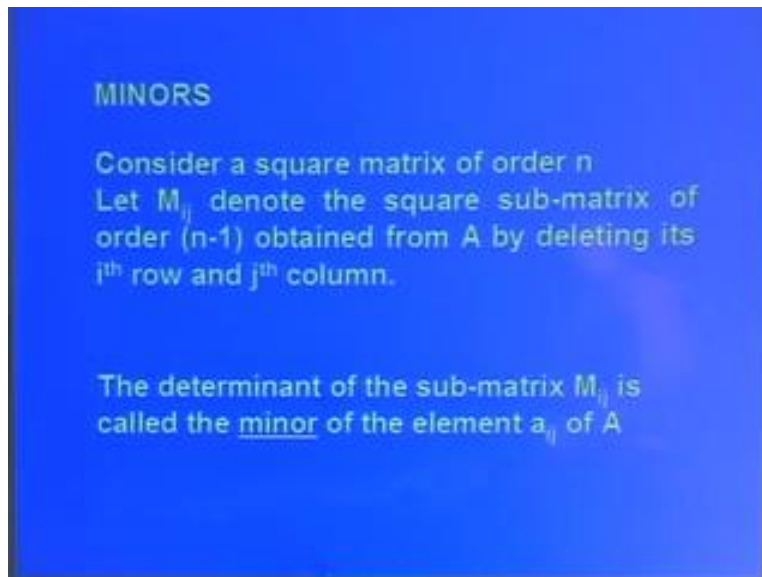 MINORS
Consider a square matrix of order n
Let Mij denote the square sub-matrix of
order (n-1) obtained from A by deleting its
ith row and jth column.
The determinant of the sub-matrix Mij is
called the minor of the element aij of A